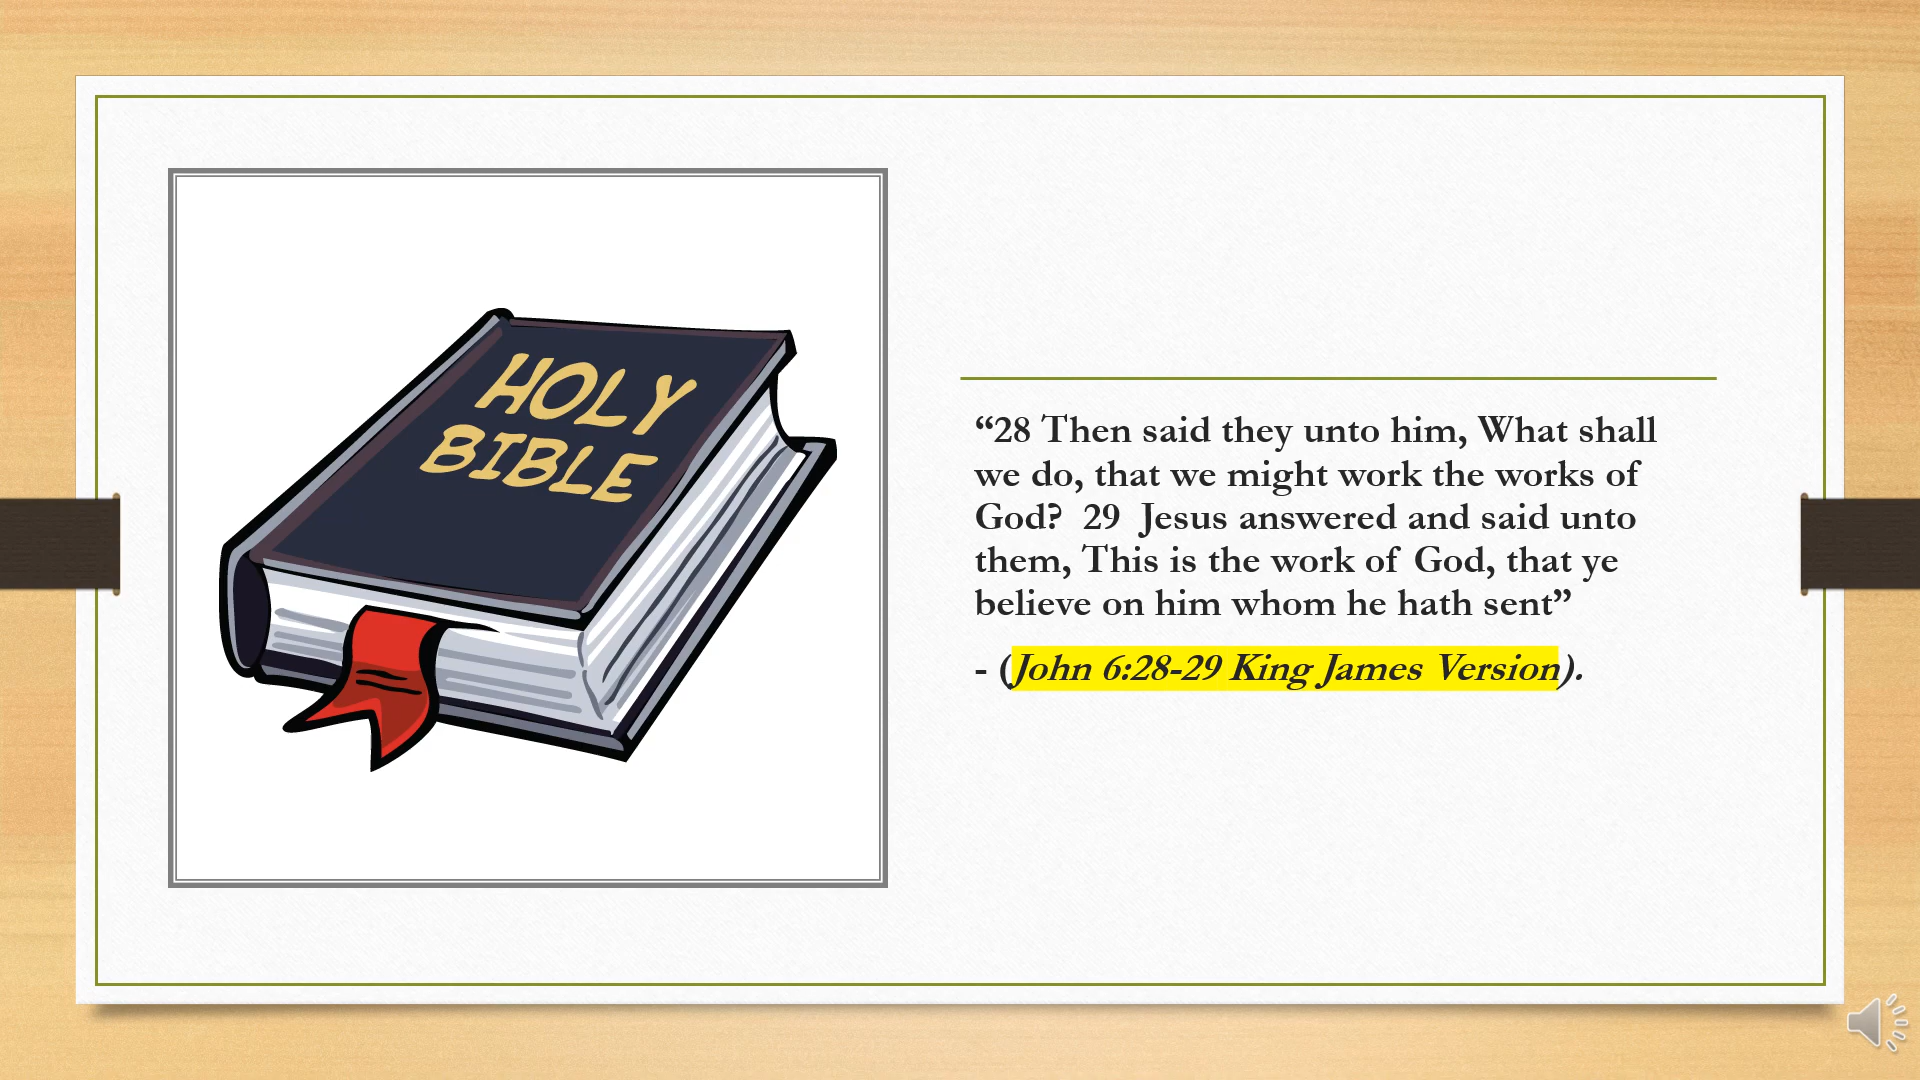 HOLY
BIBLE
“28 Then said they unto him, What shall
we do, that we might work the works of
God?  29  Jesus answered and said unto
them, This is the work of God, that ye
believe on him whom he hath sent”
- (John 6:28-29 King James Version).